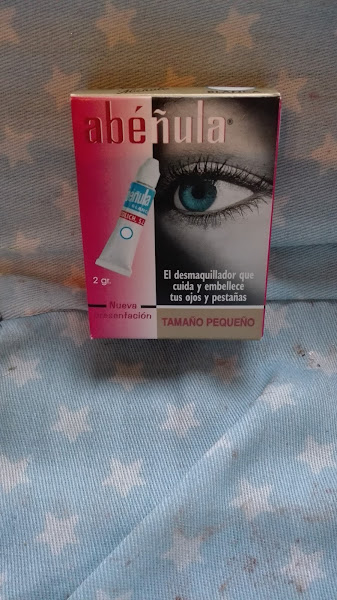 abéñula®
2 gr.
El desmaquillador que
cuida y embellece
tus ojos y pestañas
Nueva
presentación
TAMAÑO PEQUEÑO